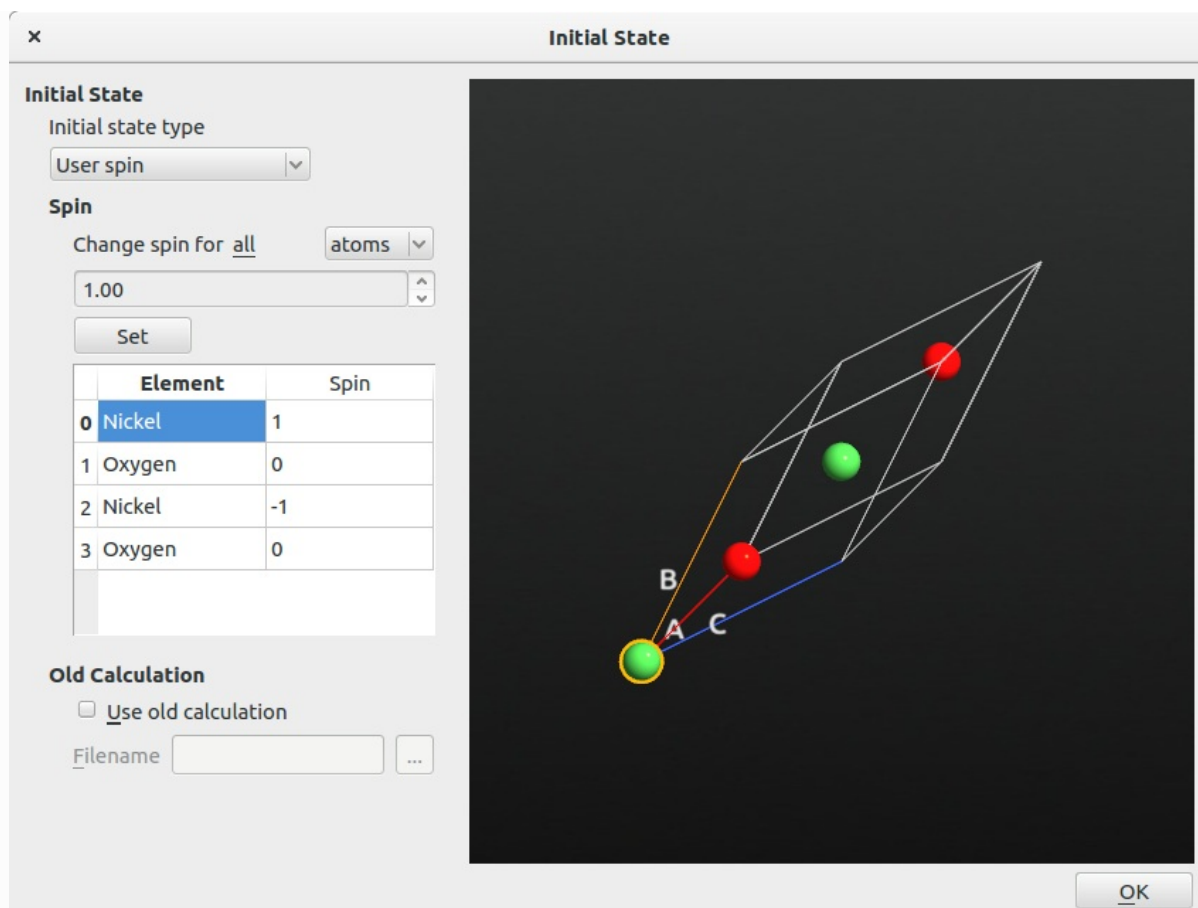 ×
Initial State
Initial State
Initial state type
User spin
Spin
Change spin for all atoms
1.00
Set
Element Spin
0 Nickel 1
1 Oxygen 0
2 Nickel -1
3 Oxygen 0
B
A C
Old Calculation
Use old calculation
Filename ...
OK